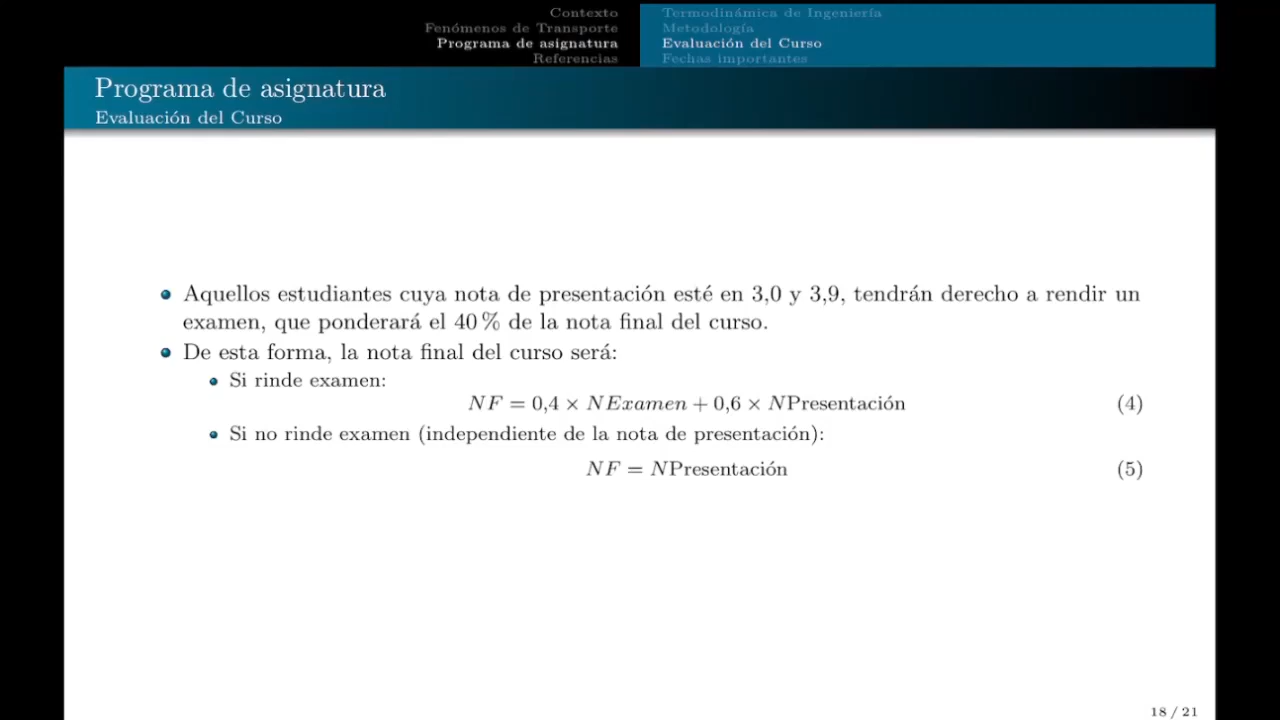 Contexto
Fenómenos de Transporte
Programa de asignatura
Referencias
Termodinámica de Ingeniería
Metodología
Evaluación del Curso
Fechas importantes
Programa de asignatura
Evaluación del Curso
Aquellos estudiantes cuya nota de presentación esté en 3,0 y 3,9, tendrán derecho a rendir un
examen, que ponderará el 40 % de la nota final del curso.
De esta forma, la nota final del curso será:
Si rinde examen:
NF = 0,4 × NExamen + 0,6 × NPresentación (4)
Si no rinde examen (independiente de la nota de presentación):
NF = NPresentación (5)
18 / 21